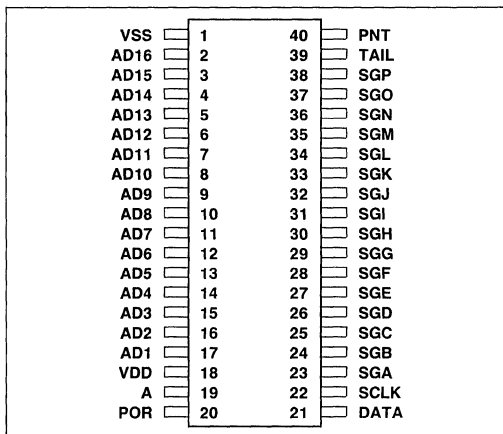 VSS 1 40 PNT
AD16 2 39 TAIL
AD15 3 38 SGP
AD14 4 37 SGO
AD13 5 36 SGN
AD12 6 35 SGM
AD11 7 34 SGL
AD10 8 33 SGK
AD9 9 32 SGJ
AD8 10 31 SGI
AD7 11 30 SGH
AD6 12 29 SGG
AD5 13 28 SGF
AD4 14 27 SGE
AD3 15 26 SGD
AD2 16 25 SGC
AD1 17 24 SGB
VDD 18 23 SGA
A 19 22 SCLK
POR 20 21 DATA